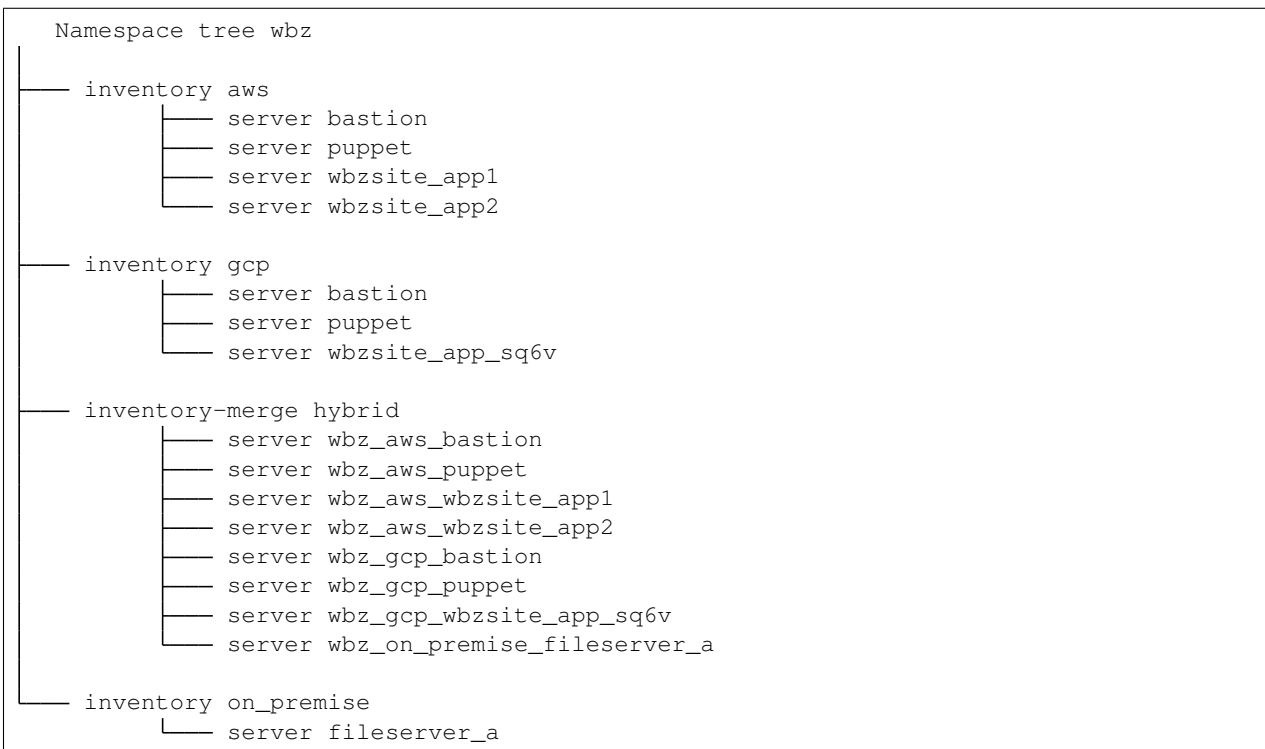 Namespace tree wbz
inventory aws
server bastion
server puppet
server wbzsite_app1
server wbzsite_app2
inventory gcp
server bastion
server puppet
server wbzsite_app_sq6v
inventory-merge hybrid
server wbz_aws_bastion
server wbz_aws_puppet
server wbz_aws_wbzsite_app1
server wbz_aws_wbzsite_app2
server wbz_gcp_bastion
server wbz_gcp_puppet
server wbz_gcp_wbzsite_app_sq6v
server wbz_on_premise_fileserver_a
inventory on_premise
server fileserver_a